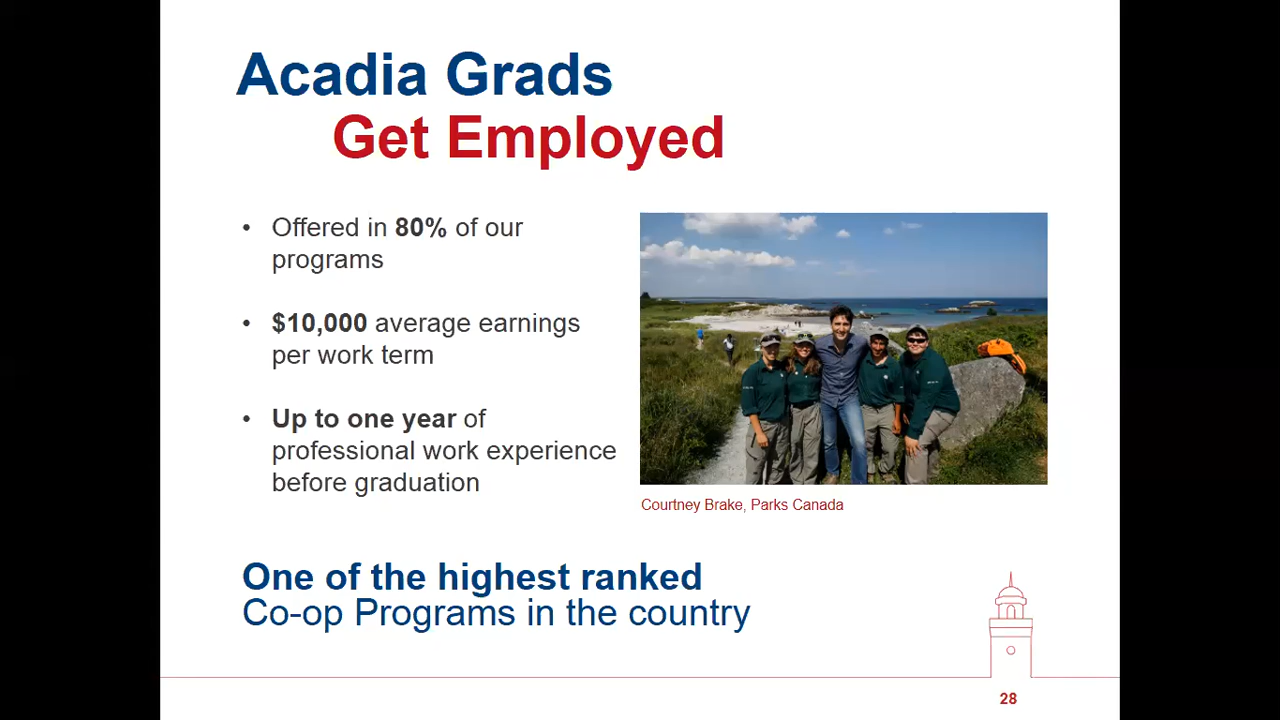 Acadia Grads
Get Employed
• Offered in 80% of our
programs
• $10,000 average earnings
per work term
• Up to one year of
professional work experience
before graduation
Courtney Brake, Parks Canada
One of the highest ranked
Co-op Programs in the country
28